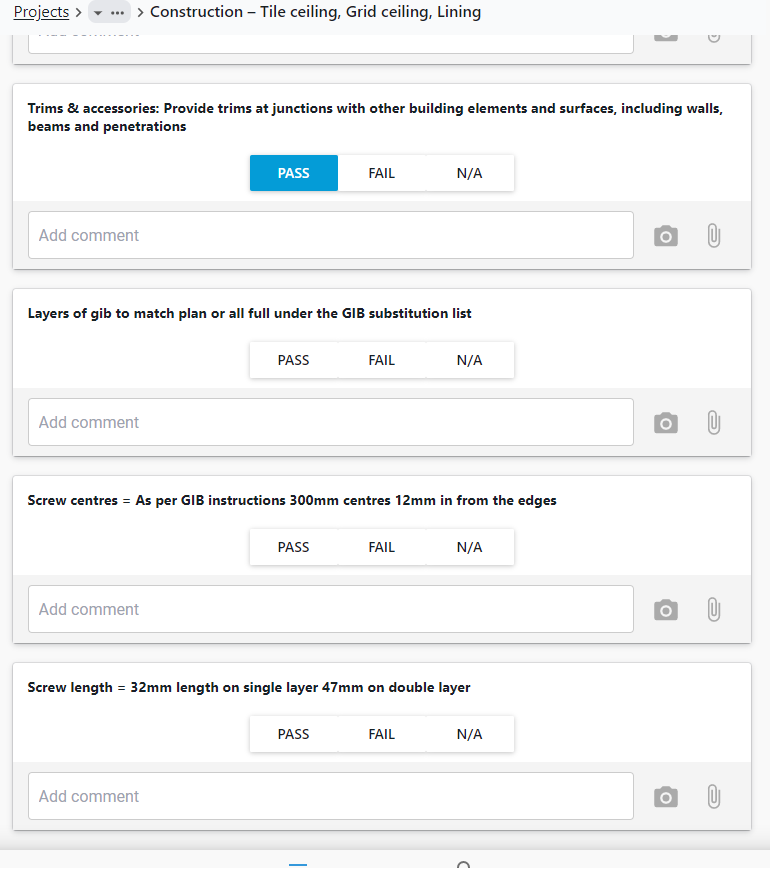 Projects > ... > Construction – Tile ceiling, Grid ceiling, Lining
Trims & accessories: Provide trims at junctions with other building elements and surfaces, including walls,
beams and penetrations
PASS FAIL N/A
Add comment
Layers of gib to match plan or all full under the GIB substitution list
PASS FAIL N/A
Add comment
Screw centres = As per GIB instructions 300mm centres 12mm in from the edges
PASS FAIL N/A
Add comment
Screw length = 32mm length on single layer 47mm on double layer
PASS FAIL N/A
Add comment